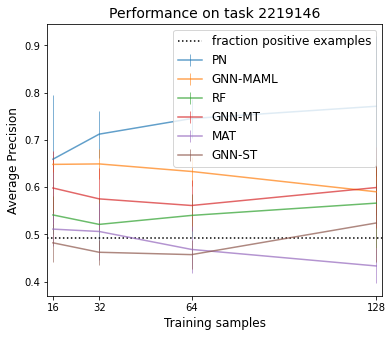 Performance on task 2219146
0.9
0.8
0.7
0.6
0.5
0.4
Average Precision
fraction positive examples
PN
GNN-MAML
RF
GNN-MT
MAT
GNN-ST
16 32 64 128
Training samples